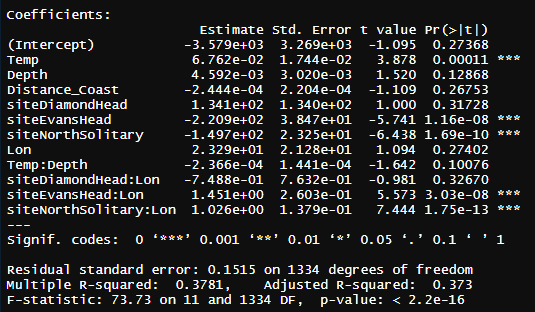 Coefficients:
Estimate Std. Error t value Pr(>|t|)
(Intercept) -3.579e+03 3.269e+03 -1.095 0.27368
Temp 6.762e-02 1.744e-02 3.878 0.00011 ***
Depth 4.592e-03 3.020e-03 1.520 0.12868
Distance_Coast -2.444e-04 2.204e-04 -1.109 0.26753
siteDiamondHead 1.341e+02 1.340e+02 1.000 0.31728
siteEvansHead -2.209e+02 3.847e+01 -5.741 1.16e-08 ***
siteNorthSolitary -1.497e+02 2.325e+01 -6.438 1.69e-10 ***
Lon 2.329e+01 2.128e+01 1.094 0.27402
Temp:Depth -2.366e-04 1.441e-04 -1.642 0.10076
siteDiamondHead:Lon -7.488e-01 7.632e-01 -0.981 0.32670
siteEvansHead:Lon 1.451e+00 2.603e-01 5.573 3.03e-08 ***
siteNorthSolitary:Lon 1.026e+00 1.379e-01 7.444 1.75e-13 ***
---
Signif. codes: 0 ‘***’ 0.001 ‘**’ 0.01 ‘*’ 0.05 ‘.’ 0.1 ‘ ’ 1
Residual standard error: 0.1515 on 1334 degrees of freedom
Multiple R-squared: 0.3781, Adjusted R-squared: 0.373
F-statistic: 73.73 on 11 and 1334 DF, p-value: < 2.2e-16